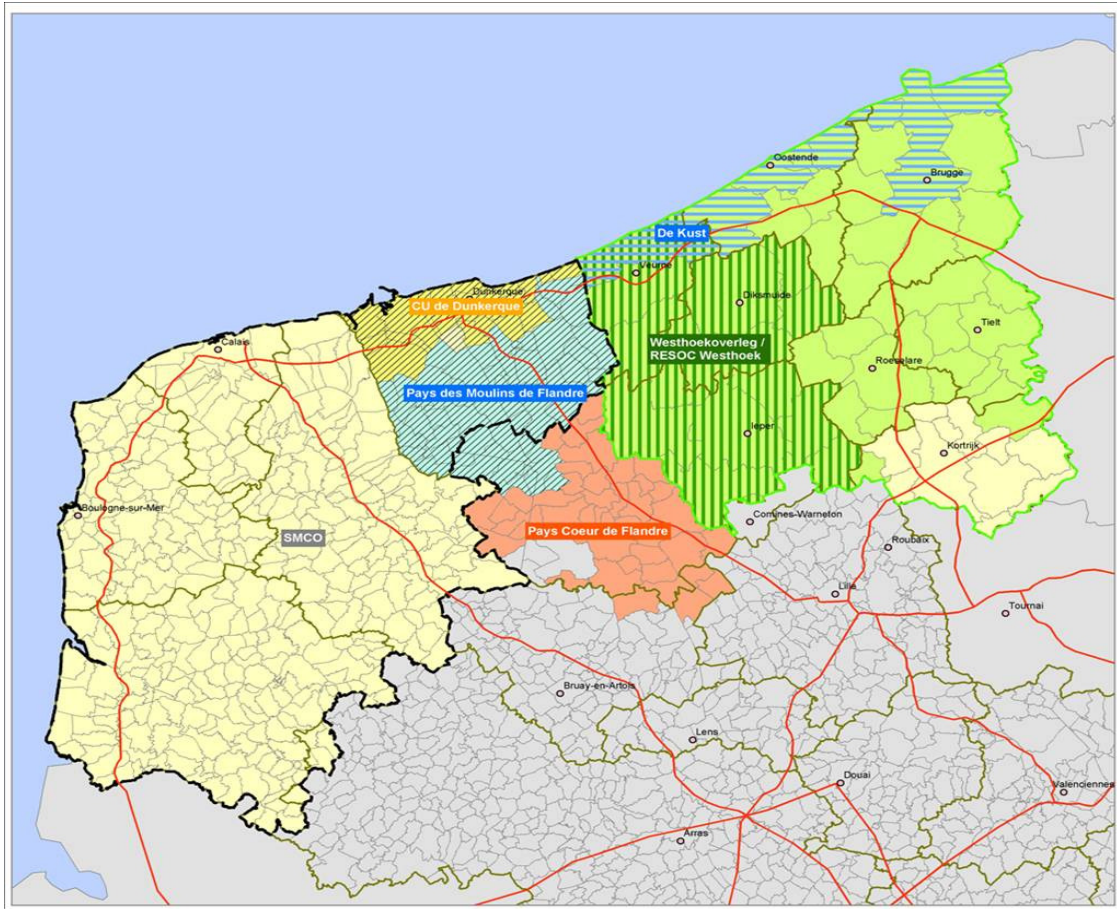 Oostende
Brugge
De Kust
Veurne
Dunkerque
CU de Dunkerque
Diksmuide
Tielt
Westhoekoverleg /
RESOC Westhoek
Calais
Roeselare
Pays des Moulins de Flandre
Ieper
Kortrijk
Boulogne-sur-Mer
Comines-Warneton
Pays Coeur de Flandre
SMCO
Roubaix
Lille
Tournai
Bruay-en-Artois
Lens
Douai
Valenciennes
Arras